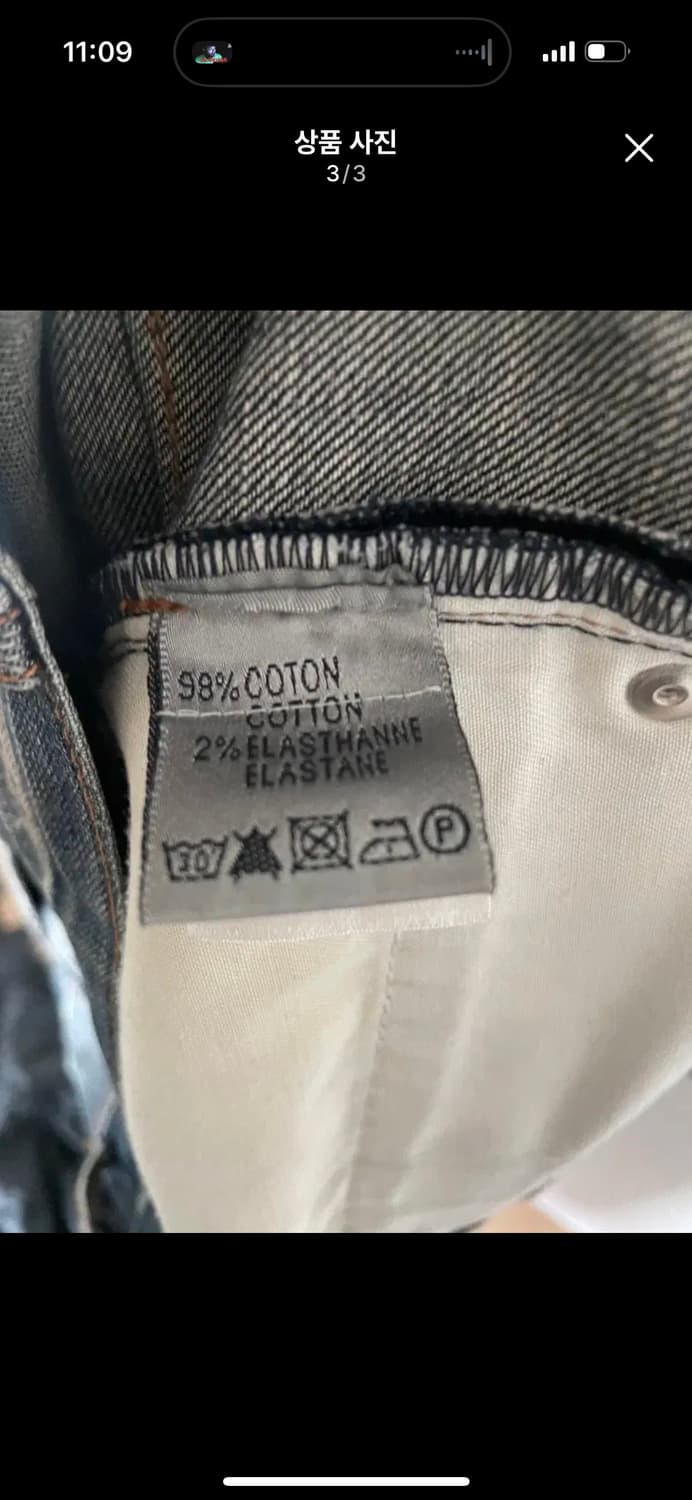 11:09
상품 사진
3/3
98% COTON
COTTON
2% ELASTHANNE
ELASTANE
30°
P